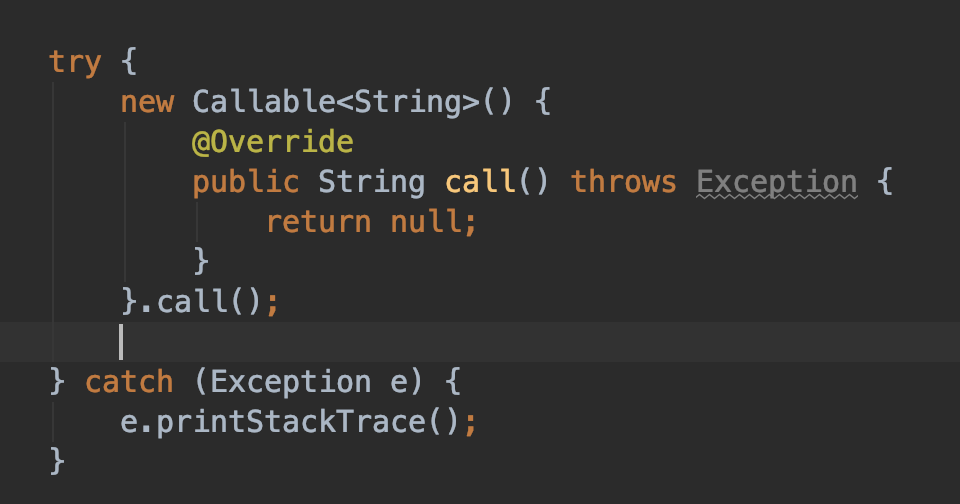 try {
    new Callable<String>() {
        @Override
        public String call() throws Exception {
            return null;
        }
    }.call();

} catch (Exception e) {
    e.printStackTrace();
}